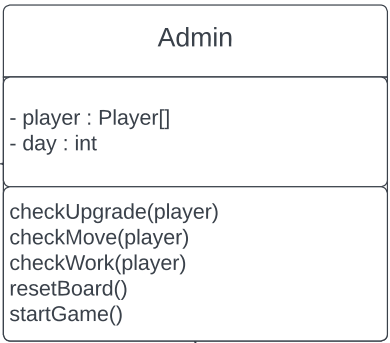 Admin
- player : Player[]
- day : int
checkUpgrade(player)
checkMove(player)
checkWork(player)
resetBoard()
startGame()